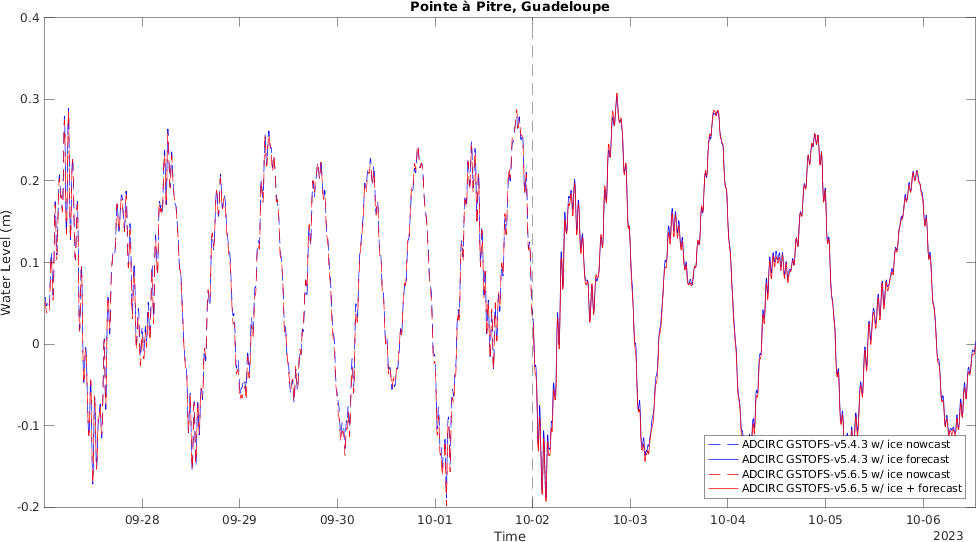 Pointe à Pitre, Guadeloupe
0.4
0.3
0.2
0.1
0
-0.1
-0.2
Water Level (m)
ADCIRC GSTOFS-v5.4.3 w/ ice nowcast
ADCIRC GSTOFS-v5.4.3 w/ ice forecast
ADCIRC GSTOFS-v5.6.5 w/ ice nowcast
ADCIRC GSTOFS-v5.6.5 w/ ice + forecast
09-28 09-29 09-30 10-01 10-02 10-03 10-04 10-05 10-06
Time
2023